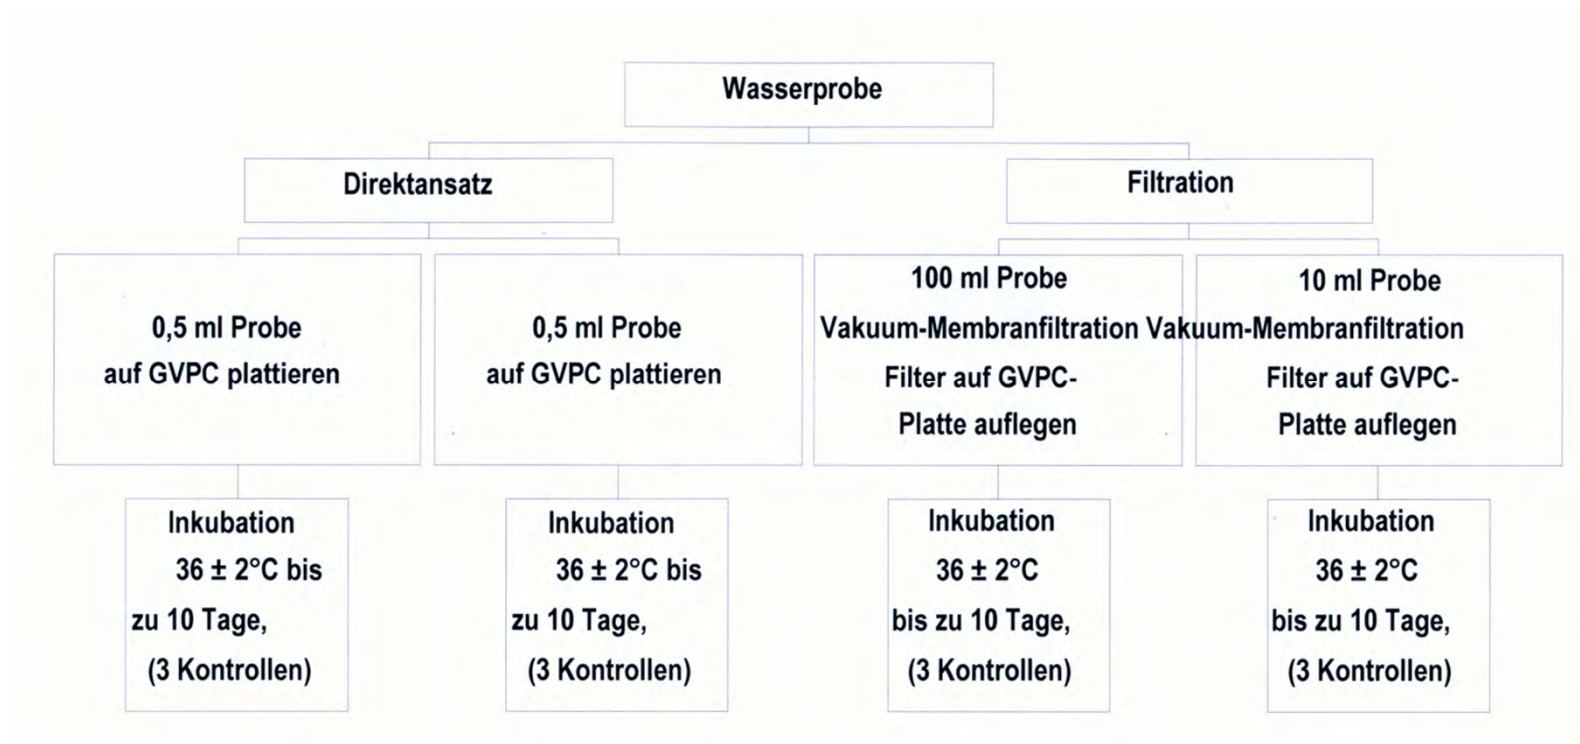 Wasserprobe
Direktansatz
Filtration
0,5 ml Probe
auf GVPC plattieren
0,5 ml Probe
auf GVPC plattieren
100 ml Probe
Vakuum-Membranfiltration
Filter auf GVPC-
Platte auflegen
10 ml Probe
Vakuum-Membranfiltration
Filter auf GVPC-
Platte auflegen
Inkubation
36 ± 2°C bis
zu 10 Tage,
(3 Kontrollen)
Inkubation
36 ± 2°C bis
zu 10 Tage,
(3 Kontrollen)
Inkubation
36 ± 2°C
bis zu 10 Tage,
(3 Kontrollen)
Inkubation
36 ± 2°C
bis zu 10 Tage,
(3 Kontrollen)